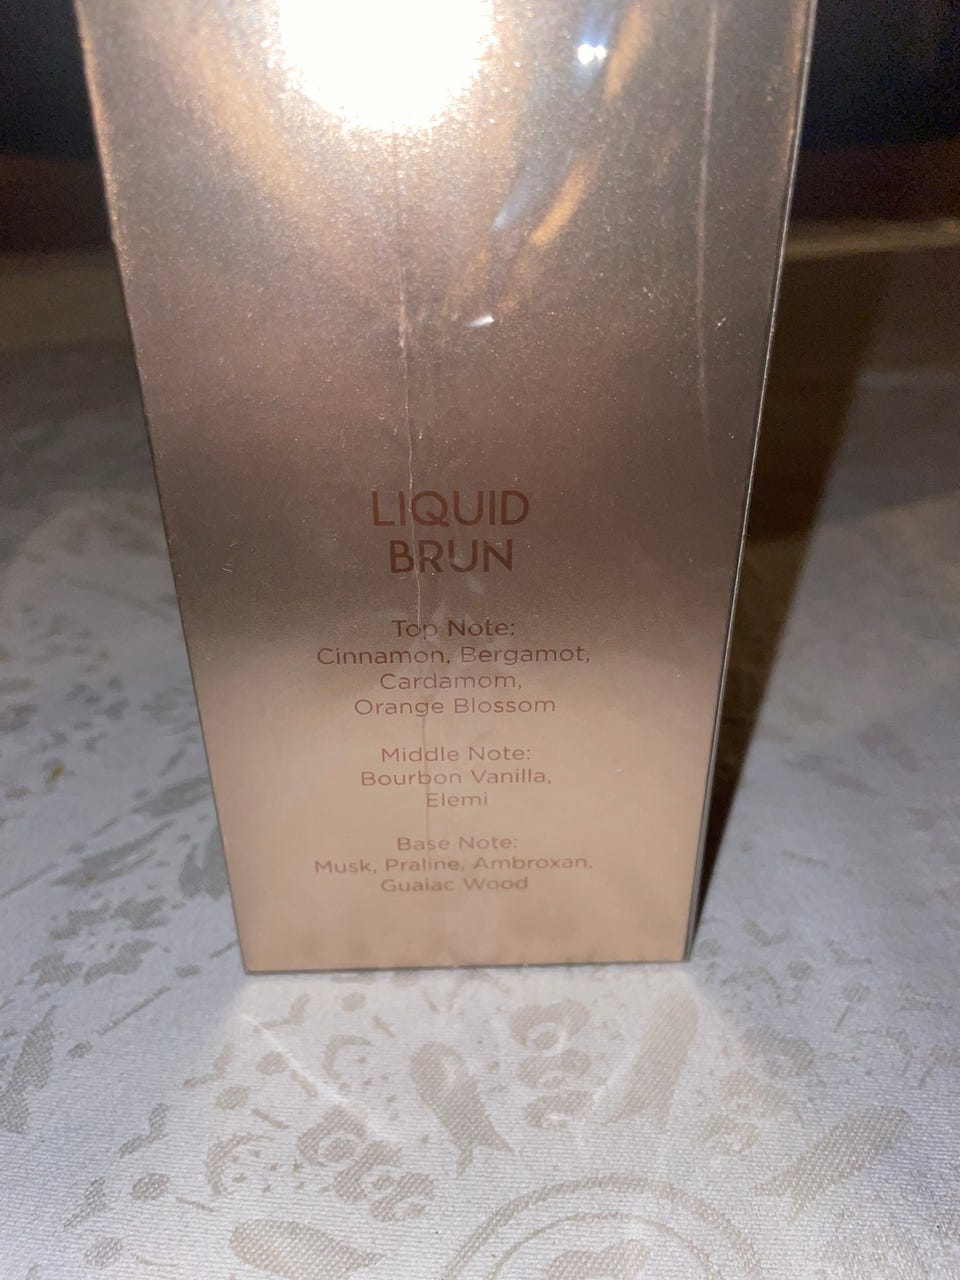 LIQUID
BRUN
Top Note:
Cinnamon, Bergamot,
Cardamom,
Orange Blossom
Middle Note:
Bourbon Vanilla,
Elemi
Base Note:
Musk, Praline, Ambroxan,
Guaiac Wood